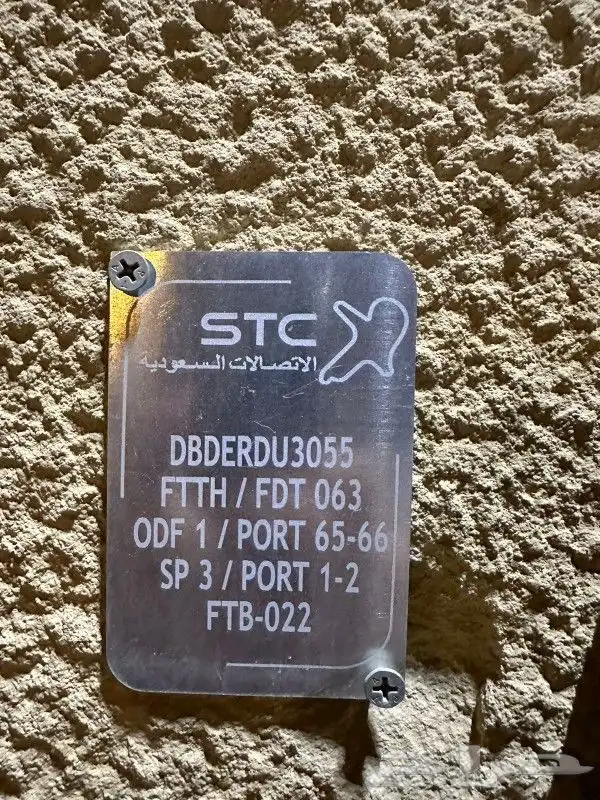 STC
الاتصالات السعودية
DBDERDU3055
FTTH / FDT 063
ODF 1 / PORT 65-66
SP 3 / PORT 1-2
FTB-022
حراج